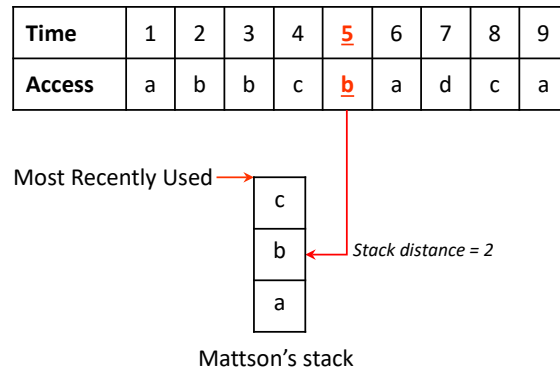 Time 1 2 3 4 5 6 7 8 9
Access a b b c b a d c a
Most Recently Used
c
b
Stack distance = 2
a
Mattson's stack